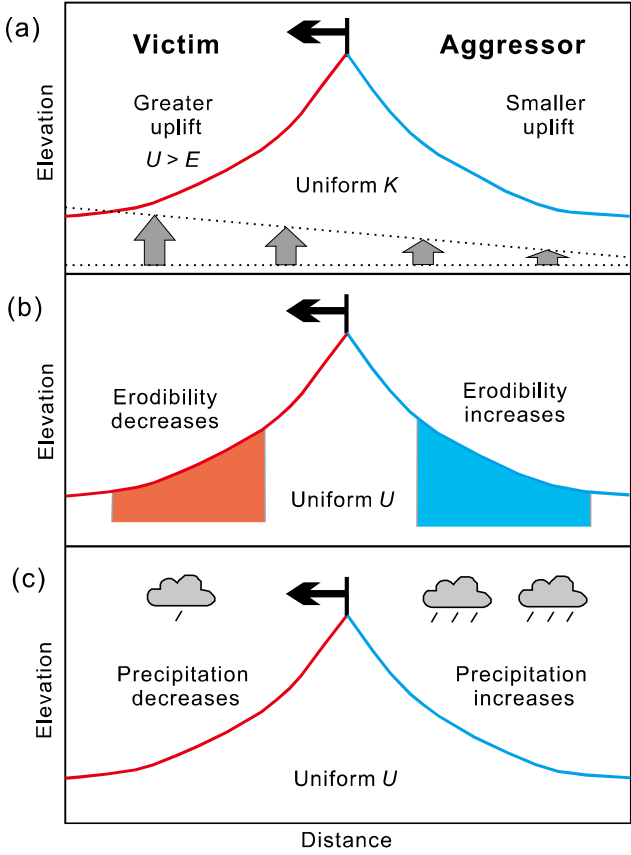 (a)
Victim
Aggressor
Greater
uplift
U > E
Smaller
uplift
Uniform K
Elevation
(b)
Erodibility
decreases
Erodibility
increases
Uniform U
Elevation
(c)
Precipitation
decreases
Precipitation
increases
Uniform U
Elevation
Distance